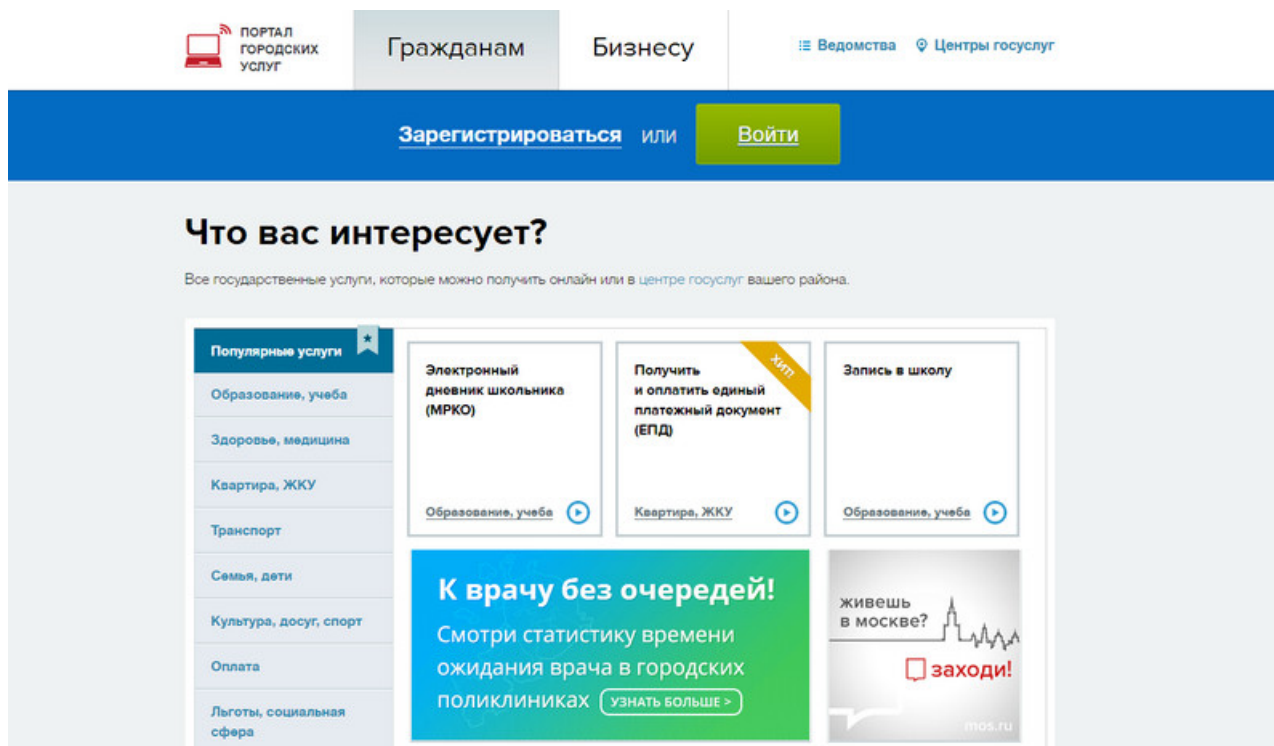 ПОРТАЛ
ГОРОДСКИХ
УСЛУГ
Гражданам
Бизнесу
Ведомства
Центры госуслуг
Зарегистрироваться или Войти
Что вас интересует?
Все государственные услуги, которые можно получить онлайн или в центре госуслуг вашего района.
Популярные услуги
Образование, учеба
Здоровье, медицина
Квартира, ЖКУ
Транспорт
Семья, дети
Культура, досуг, спорт
Оплата
Льготы, социальная
сфера
Электронный
дневник школьника
(МРКО)
Образование, учеба
Получить
и оплатить единый
платежный документ
(ЕПД)
ХИТ!
Квартира, ЖКУ
Запись в школу
Образование, учеба
К врачу без очередей!
Смотри статистику времени
ожидания врача в городских
поликлиниках УЗНАТЬ БОЛЬШЕ >
живешь
в москве?
заходи!
mos.ru